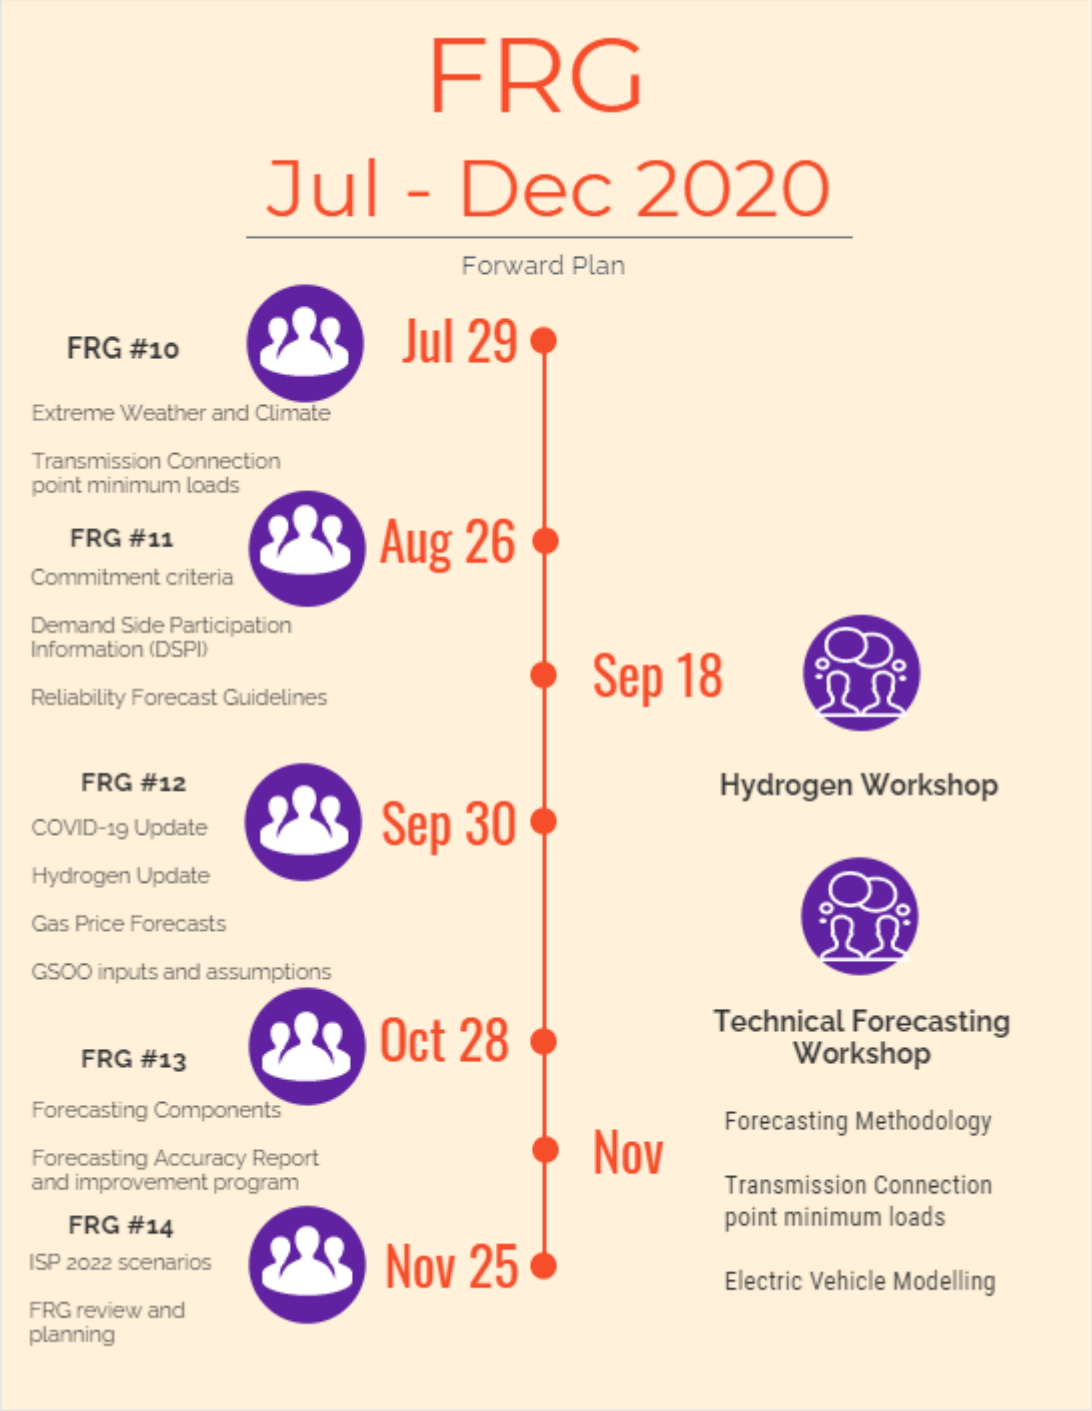 FRG
Jul - Dec 2020
Forward Plan
FRG #10
Jul 29
Extreme Weather and Climate
Transmission Connection
point minimum loads
FRG #11
Aug 26
Commitment criteria
Demand Side Participation
Information (DSPI)
Reliability Forecast Guidelines
Sep 18
Hydrogen Workshop
FRG #12
Sep 30
COVID-19 Update
Hydrogen Update
Gas Price Forecasts
GSOO inputs and assumptions
FRG #13
Oct 28
Forecasting Components
Forecasting Accuracy Report
and improvement program
Nov
Technical Forecasting
Workshop
Forecasting Methodology
Transmission Connection
point minimum loads
Electric Vehicle Modelling
FRG #14
Nov 25
ISP 2022 scenarios
FRG review and
planning